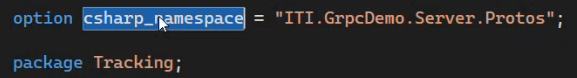 option csharp_namespace = "ITI.GrpcDemo.Server.Protos";
package Tracking;